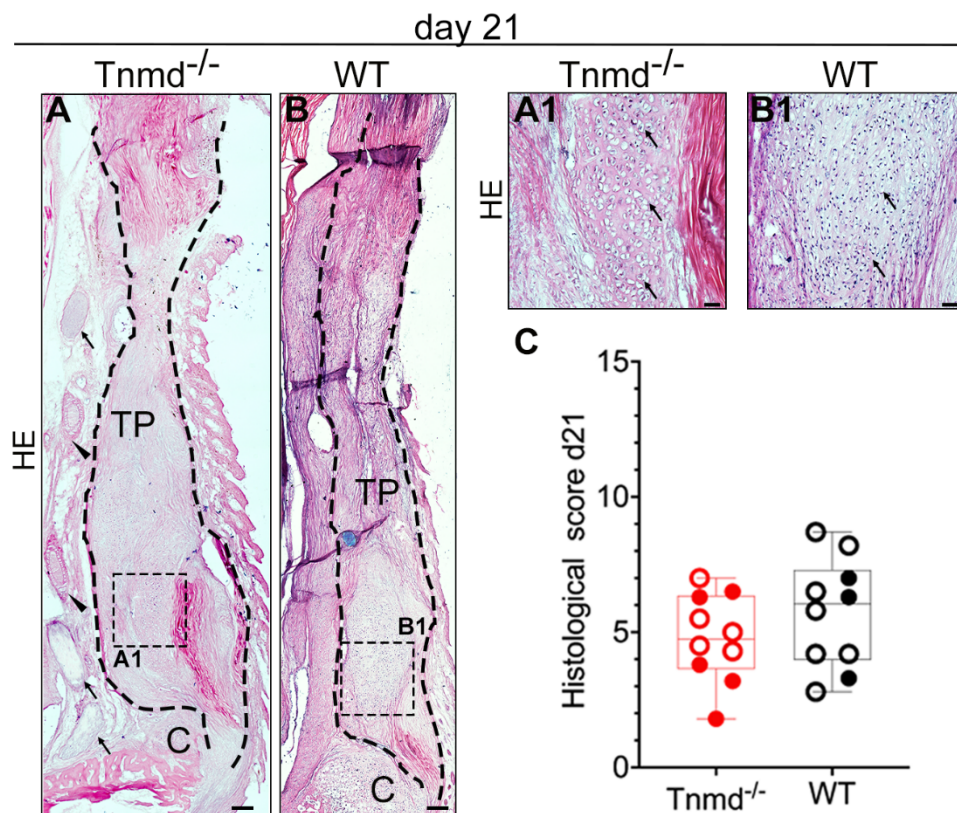 day 21
Tnmd-/-
WT
Tnmd-/-
WT
A
B
A1
B1
HE
HE
TP
TP
A1
B1
C
C
C
15
10
5
0
Histological score d21
Tnmd-/-
WT